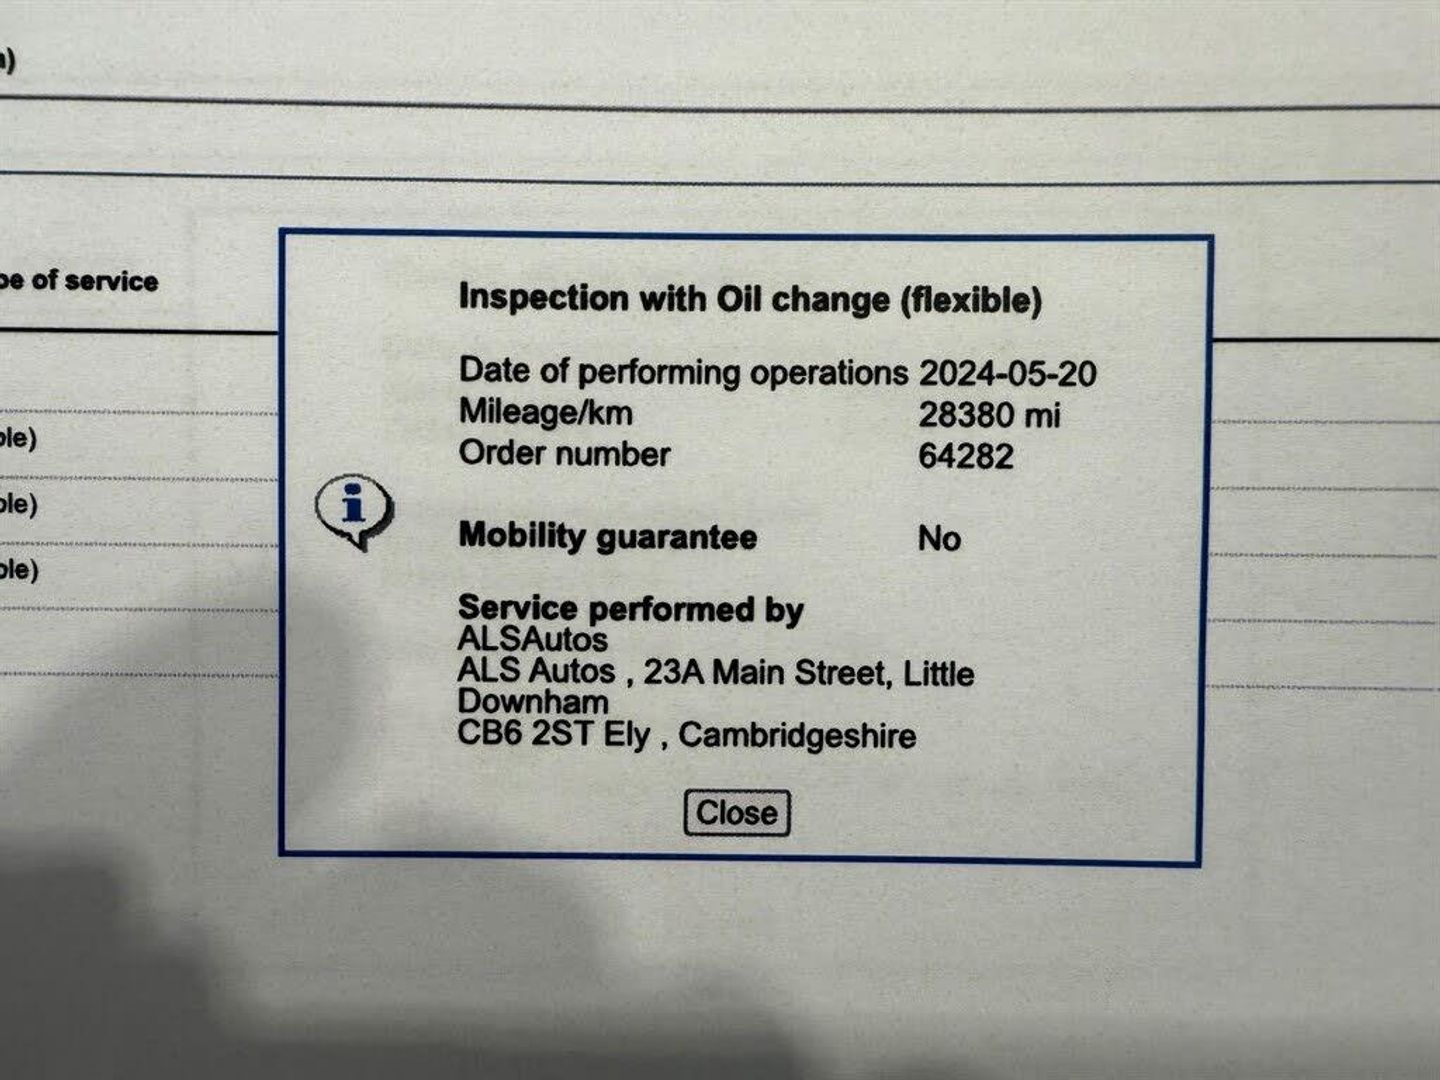 )
pe of service
ble)
ble)
ble)
Inspection with Oil change (flexible)
Date of performing operations 2024-05-20
Mileage/km 28380 mi
Order number 64282
i
Mobility guarantee No
Service performed by
ALSAutos
ALS Autos , 23A Main Street, Little
Downham
CB6 2ST Ely , Cambridgeshire
Close